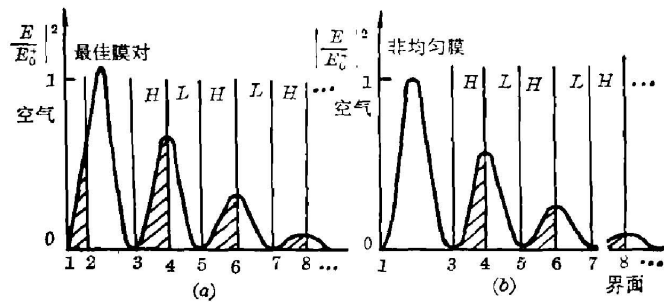 |E/E₀⁺|²
最佳膜对
1
空气
H L H L H ...
0
1 2 3 4 5 6 7 8 ...
(a)
|E/E₀⁺|²
非均匀膜
1
空气
H L H L H ...
0
1 3 4 5 6 7 8 ...
界面
(b)